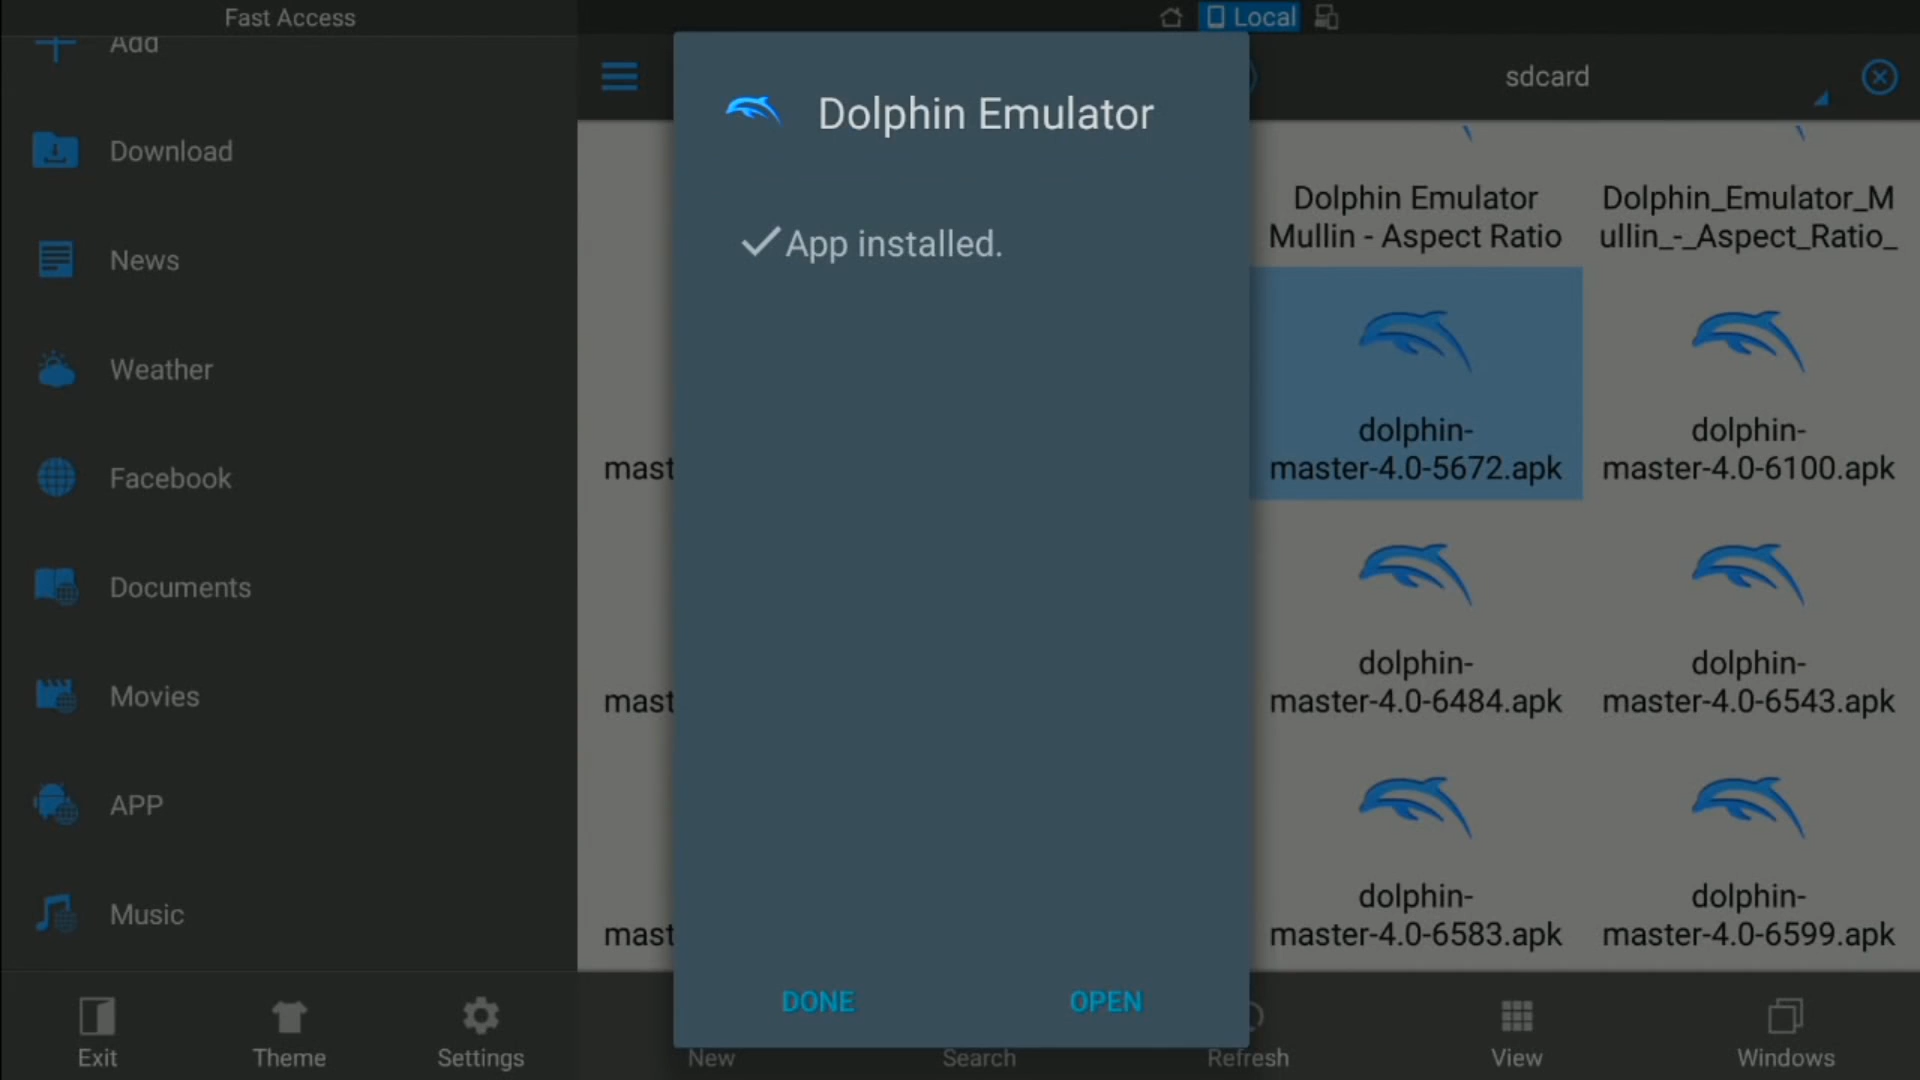 Fast Access
Add
Download
News
Weather
Facebook
Documents
Movies
APP
Music
Exit
Theme
Settings
Local
sdcard
Dolphin Emulator
App installed.
DONE
OPEN
Dolphin Emulator
Mullin - Aspect Ratio
Dolphin_Emulator_M
ullin_-_Aspect_Ratio_
mast
dolphin-
master-4.0-5672.apk
dolphin-
master-4.0-6100.apk
mast
dolphin-
master-4.0-6484.apk
dolphin-
master-4.0-6543.apk
mast
dolphin-
master-4.0-6583.apk
dolphin-
master-4.0-6599.apk
New
Search
Refresh
View
Windows